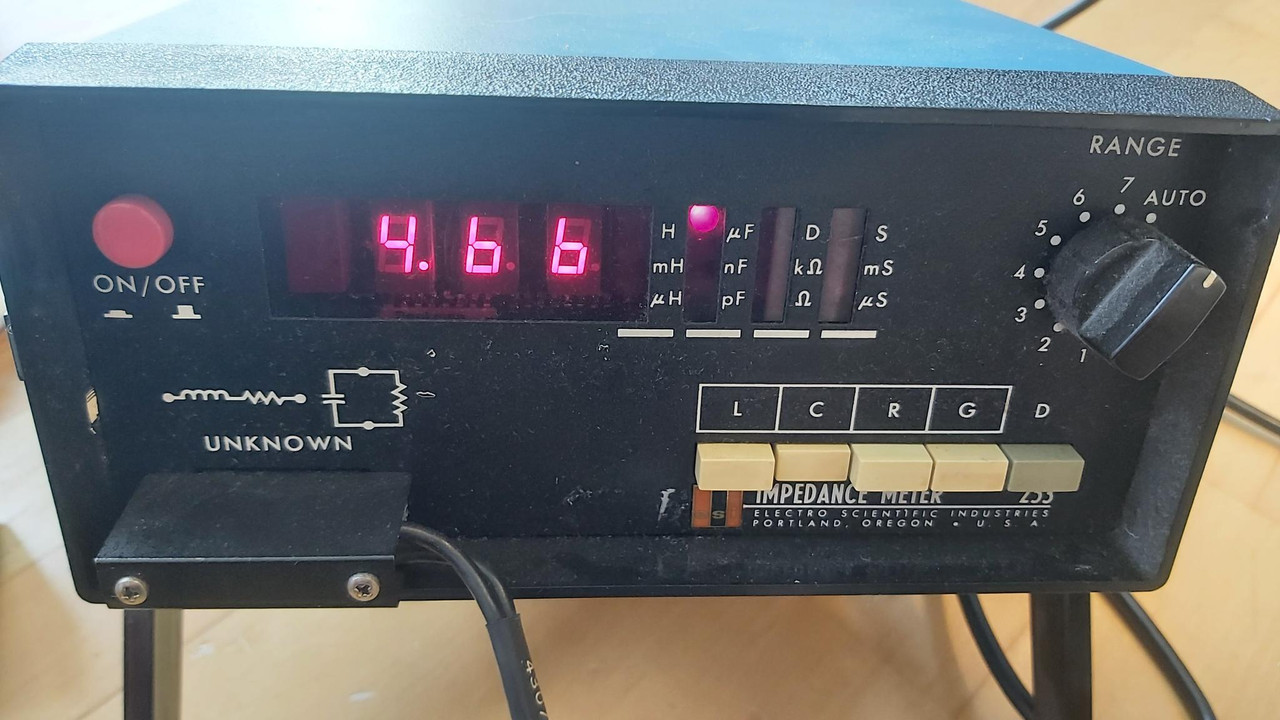 RANGE
7
6
AUTO
5
4
3
2
1
4.66
H μF D S
mH nF kΩ mS
μH pF Ω μS
ON/OFF
UNKNOWN
L C R G D
IMPEDANCE METER 253
ELECTRO SCIENTIFIC INDUSTRIES
PORTLAND, OREGON • U.S.A.